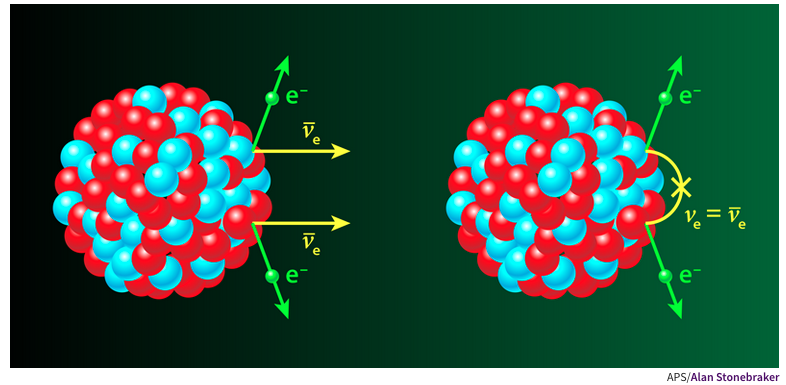 e⁻
ν̅ₑ
ν̅ₑ
e⁻
e⁻
νₑ = ν̅ₑ
e⁻
APS/Alan Stonebraker